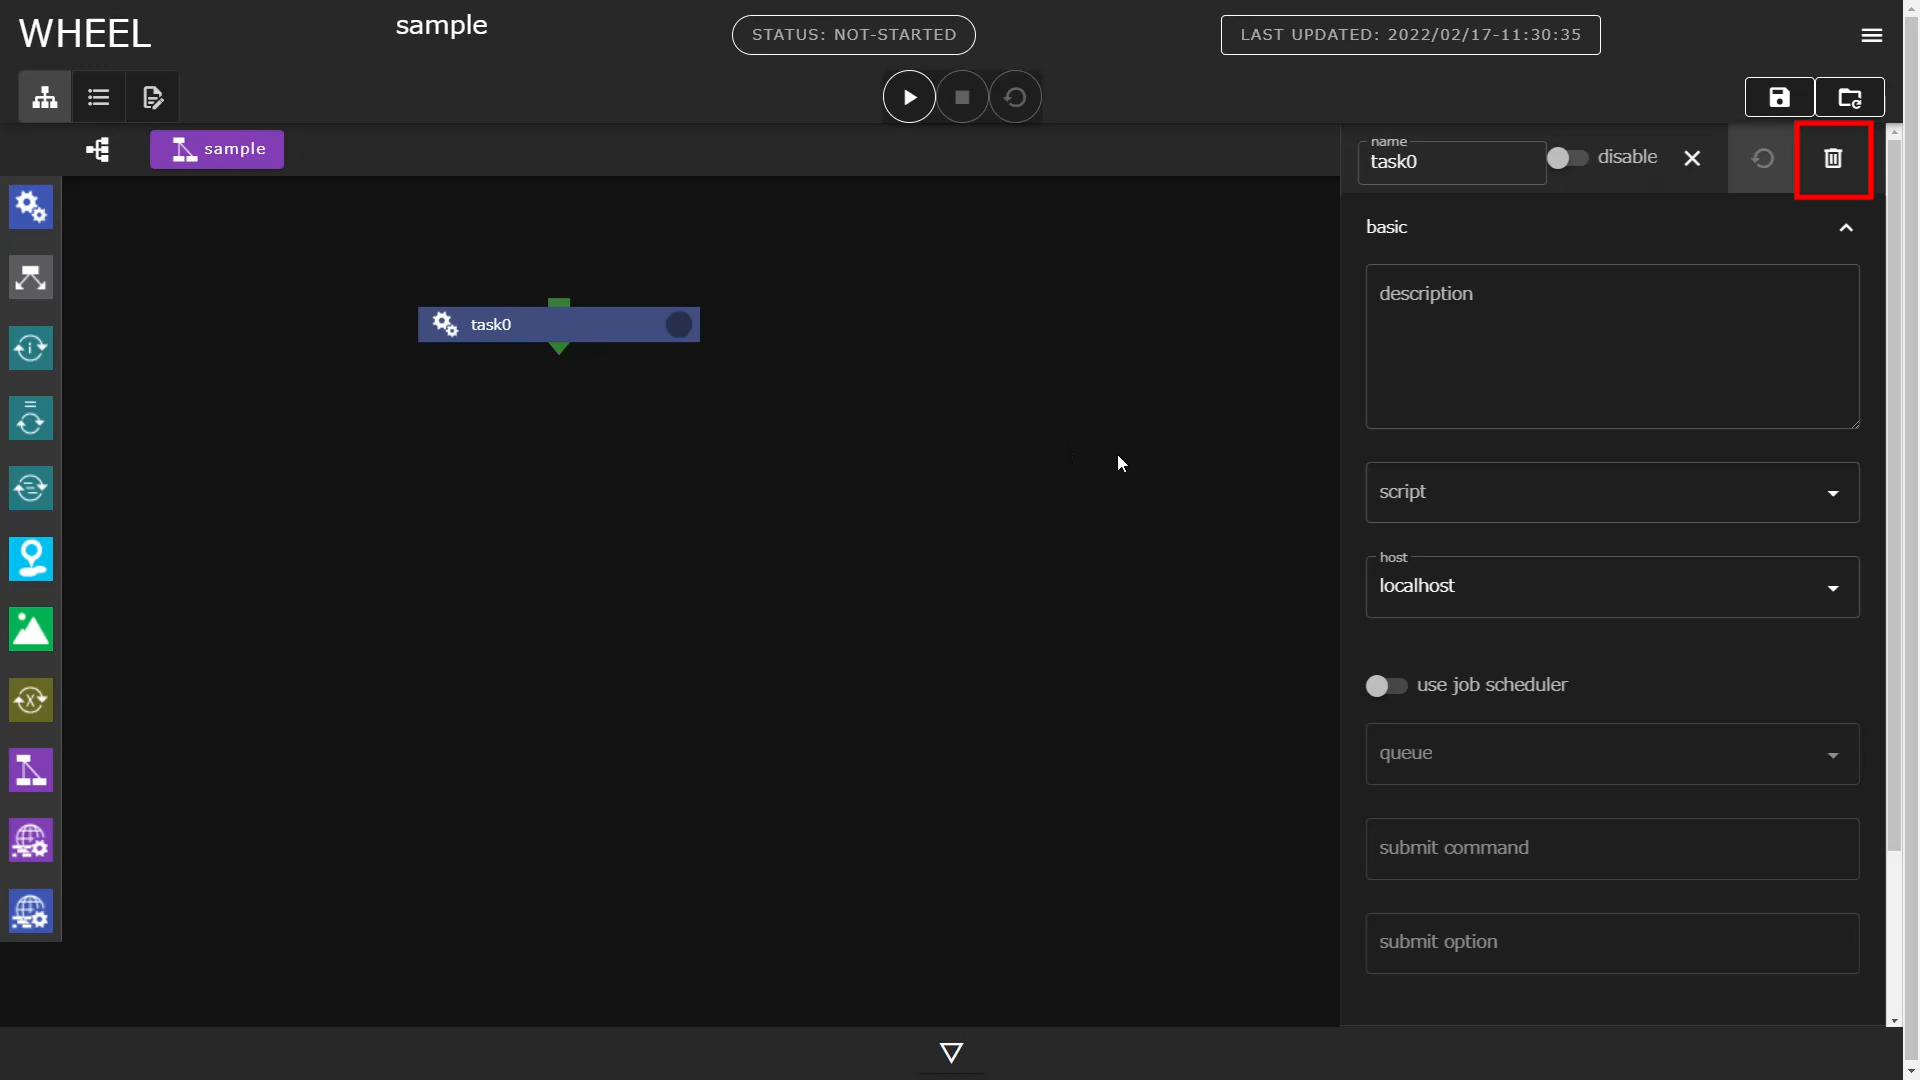 WHEEL
sample
STATUS: NOT-STARTED
LAST UPDATED: 2022/02/17-11:30:35
sample
name
task0
disable
basic
description
task0
script
host
localhost
use job scheduler
queue
submit command
submit option